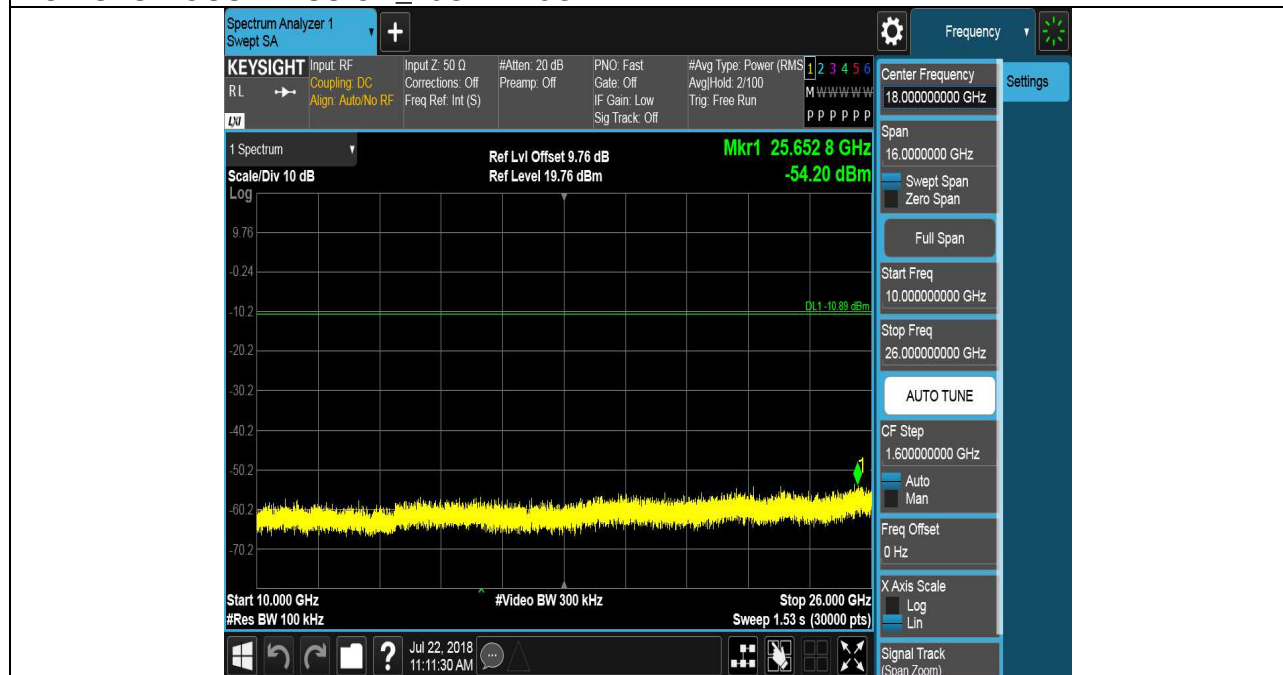 Spectrum Analyzer 1
Swept SA
+
Frequency
KEYSIGHT
RL
LXI
Input: RF
Coupling: DC
Align: Auto/No RF
Input Z: 50 Ω
Corrections: Off
Freq Ref: Int (S)
#Atten: 20 dB
Preamp: Off
PNO: Fast
Gate: Off
IF Gain: Low
Sig Track: Off
#Avg Type: Power (RMS
Avg|Hold: 2/100
Trig: Free Run
1 2 3 4 5 6
M W W W W W
P P P P P P
Center Frequency
18.000000000 GHz
Settings
Span
16.0000000 GHz
Swept Span
Zero Span
Full Span
Start Freq
10.000000000 GHz
Stop Freq
26.000000000 GHz
AUTO TUNE
CF Step
1.600000000 GHz
Auto
Man
Freq Offset
0 Hz
X Axis Scale
Log
Lin
Signal Track
(Span Zoom)
1 Spectrum
Scale/Div 10 dB
Ref Lvl Offset 9.76 dB
Ref Level 19.76 dBm
Mkr1 25.652 8 GHz
-54.20 dBm
Log
9.76
-0.24
-10.2
DL1 -10.89 dBm
-20.2
-30.2
-40.2
-50.2
1
-60.2
-70.2
Start 10.000 GHz
#Video BW 300 kHz
Stop 26.000 GHz
#Res BW 100 kHz
Sweep 1.53 s (30000 pts)
?
Jul 22, 2018
11:11:30 AM